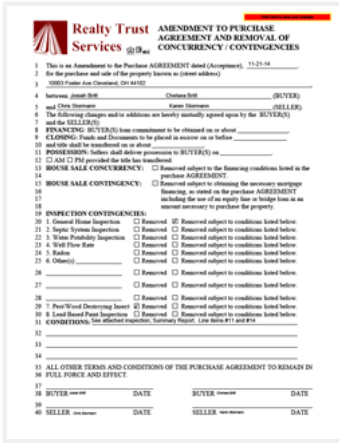 Realty Trust
Services
AMENDMENT TO PURCHASE
AGREEMENT AND REMOVAL OF
CONCURRENCY / CONTINGENCIES
1 This is an Amendment to the Purchase AGREEMENT dated (Acceptance), 11-21-14
2 for the purchase and sale of the property known as (street address)
3 10003 Foster Ave Cleveland, OH 44102
4 between Josiah Britt Chelsea Britt (BUYER)
5 and Chris Stormann Karen Stormann (SELLER).
6 The following changes and/or additions are hereby mutually agreed upon by the BUYER(S)
7 and the SELLER(S):
8 FINANCING: BUYER(S) loan commitment to be obtained on or about
9 CLOSING: Funds and Documents to be placed in escrow on or before
10 and title shall be transferred on or about
11 POSSESSION: Sellers shall deliver possession to BUYER(S) on
12 ☐ AM ☐ PM provided the title has transferred.
13 HOUSE SALE CONCURRENCY: ☐ Removed subject to the financing conditions listed in the
14 purchase AGREEMENT.
15 HOUSE SALE CONTINGENCY: ☐ Removed subject to obtaining the necessary mortgage
16 financing, as stated on the purchase AGREEMENT
17 including the use of an equity line or bridge loan in an
18 amount necessary to purchase the property.
19 INSPECTION CONTINGENCIES:
20 1. General Home Inspection ☐ Removed ☑ Removed subject to conditions listed below.
21 2. Septic System Inspection ☐ Removed ☐ Removed subject to conditions listed below.
22 3. Water Potability Inspection ☐ Removed ☐ Removed subject to conditions listed below.
23 4. Well Flow Rate ☐ Removed ☐ Removed subject to conditions listed below.
24 5. Radon ☐ Removed ☐ Removed subject to conditions listed below.
25 6. Other(s) ☐ Removed ☐ Removed subject to conditions listed below.
26 ☐ Removed ☐ Removed subject to conditions listed below.
27 ☐ Removed ☐ Removed subject to conditions listed below.
28 ☐ Removed ☐ Removed subject to conditions listed below.
29 7. Pest/Wood Destroying Insect ☑ Removed ☐ Removed subject to conditions listed below.
30 8. Lead Based Paint Inspection ☐ Removed ☐ Removed subject to conditions listed below.
31 CONDITIONS: See attached inspection; Summary Report. Line items #11 and #14
32
33
34
35 ALL OTHER TERMS AND CONDITIONS OF THE PURCHASE AGREEMENT TO REMAIN IN
36 FULL FORCE AND EFFECT.
37
38 BUYER Josiah Britt DATE BUYER Chelsea Britt DATE
39
40 SELLER Chris Stormann DATE SELLER Karen Stormann DATE